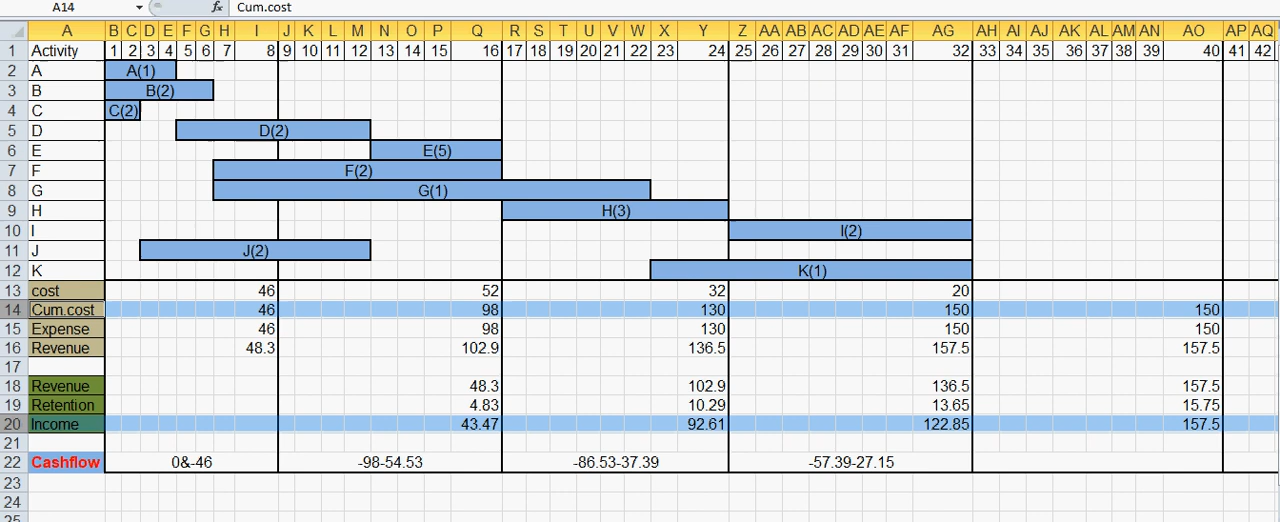 A14 fx Cum.cost
A B C D E F G H I J K L M N O P Q R S T U V W X Y Z AA AB AC AD AE AF AG AH AI AJ AK AL AM AN AO AP AQ
1 Activity 1 2 3 4 5 6 7 8 9 10 11 12 13 14 15 16 17 18 19 20 21 22 23 24 25 26 27 28 29 30 31 32 33 34 35 36 37 38 39 40 41 42
2 A A(1)
3 B B(2)
4 C C(2)
5 D D(2)
6 E E(5)
7 F F(2)
8 G G(1)
9 H H(3)
10 I I(2)
11 J J(2)
12 K K(1)
13 cost 46 52 32 20
14 Cum.cost 46 98 130 150 150
15 Expense 46 98 130 150 150
16 Revenue 48.3 102.9 136.5 157.5 157.5
17
18 Revenue 48.3 102.9 136.5 157.5
19 Retention 4.83 10.29 13.65 15.75
20 Income 43.47 92.61 122.85 157.5
21
22 Cashflow 0&-46 -98-54.53 -86.53-37.39 -57.39-27.15
23
24
25